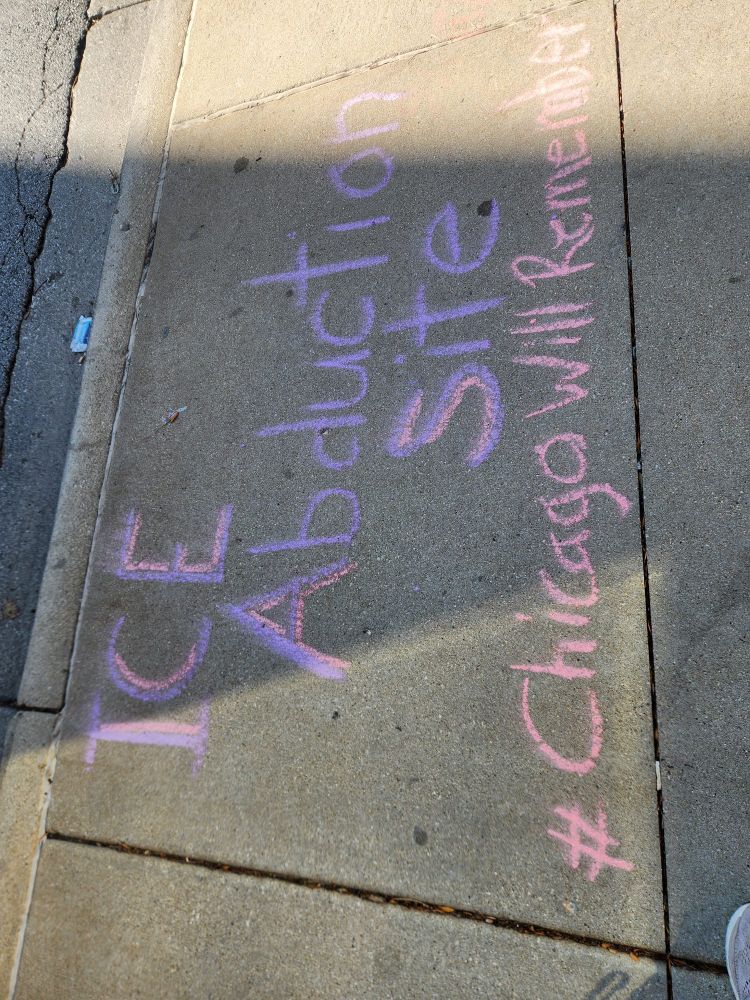 ICE
Abduction
Site
# Chicago Will Remember